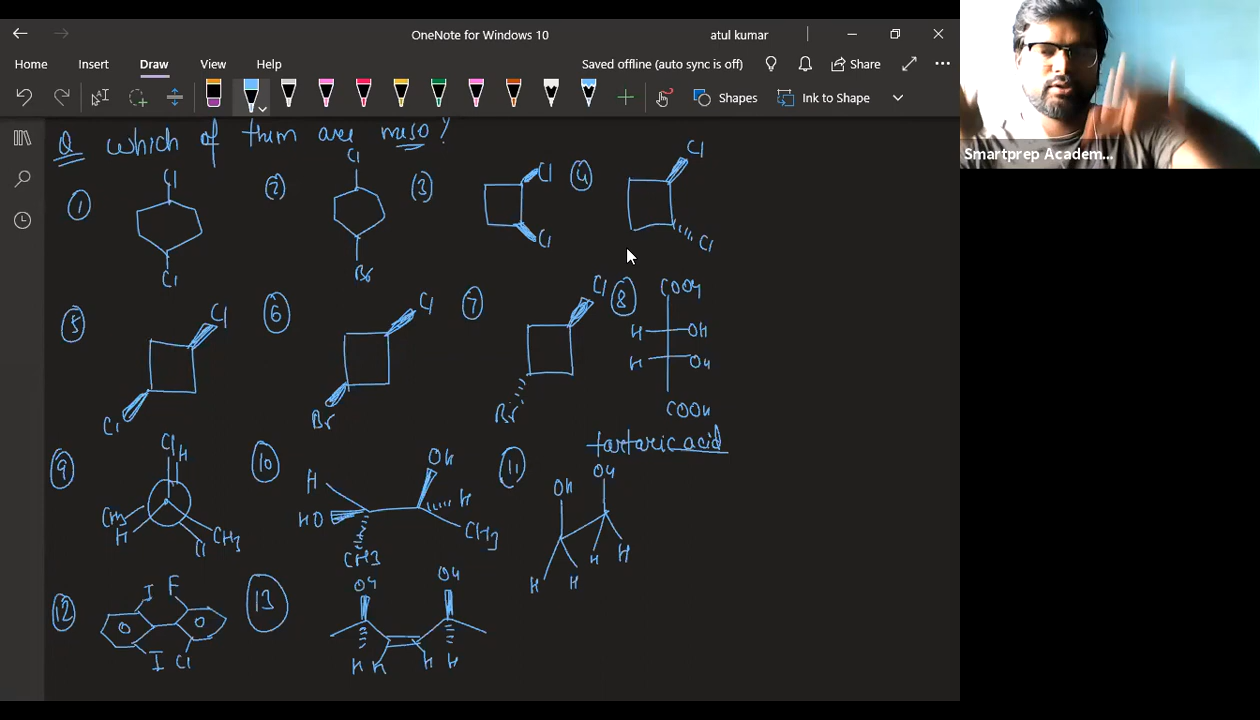 OneNote for Windows 10
atul kumar
Home Insert Draw View Help
Saved offline (auto sync is off)
Share
Shapes
Ink to Shape
Smartprep Academ...
Q which of them are meso?
① Cl Cl
② Cl Br
③ Cl Cl
④ Cl Cl
⑤ Cl Cl
⑥ Cl Br
⑦ Cl Br
⑧ COOH
H OH
H OH
COOH
tartaric acid
⑨ Cl H
CH3 H Cl CH3
⑩ H OH
HO H
CH3 CH3
⑪ OH OH
H H H H
⑫ I F
I Cl
⑬ OH OH
H H H H